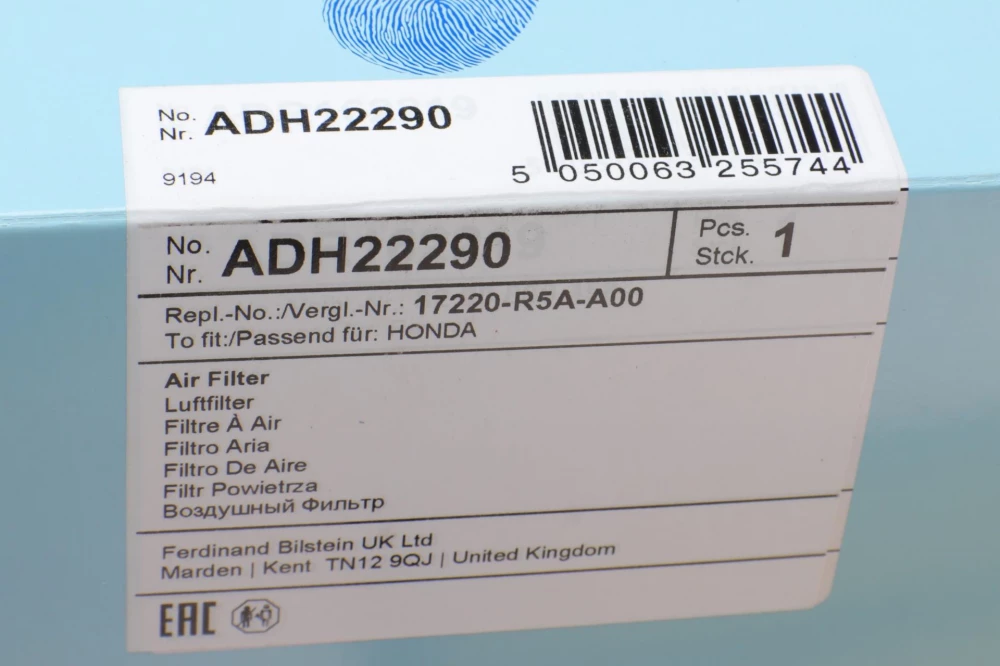 No.
Nr. ADH22290
9194
5 050063 255744
No.
Nr. ADH22290
Pcs.
Stck. 1
Repl.-No.:/Vergl.-Nr.: 17220-R5A-A00
To fit:/Passend für: HONDA
Air Filter
Luftfilter
Filtre À Air
Filtro Aria
Filtro De Aire
Filtr Powietrza
Воздушный Фильтр
Ferdinand Bilstein UK Ltd
Marden | Kent TN12 9QJ | United Kingdom
EAC